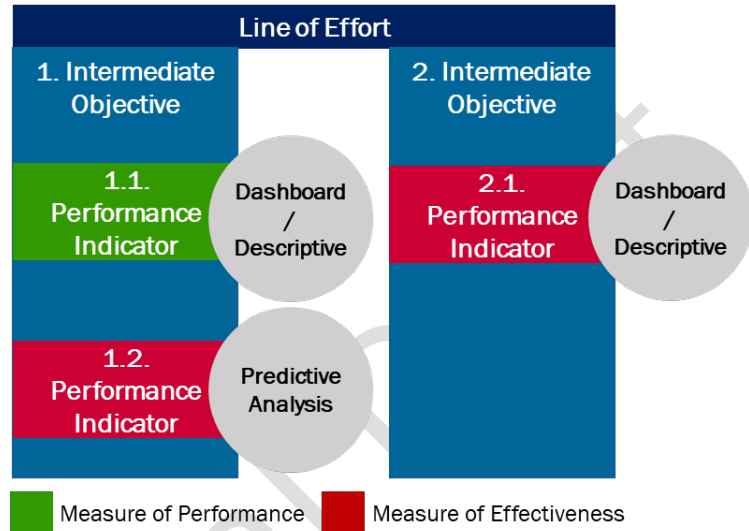 Line of Effort
1. Intermediate
Objective
1.1.
Performance
Indicator
Dashboard
/
Descriptive
1.2.
Performance
Indicator
Predictive
Analysis
2. Intermediate
Objective
2.1.
Performance
Indicator
Dashboard
/
Descriptive
Measure of Performance
Measure of Effectiveness